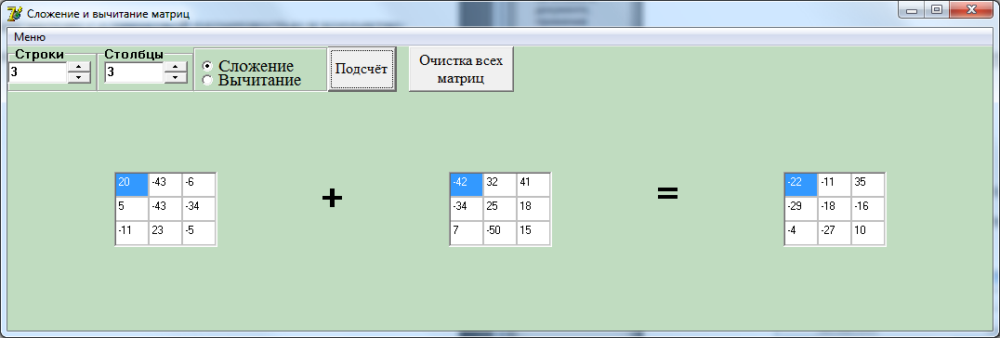 Сложение и вычитание матриц
Меню
Строки
3
Столбцы
3
Сложение
Вычитание
Подсчёт
Очистка всех
матриц
20 -43 -6
5 -43 -34
-11 23 -5
+
-42 32 41
-34 25 18
7 -50 15
=
-22 -11 35
-29 -18 -16
-4 -27 10